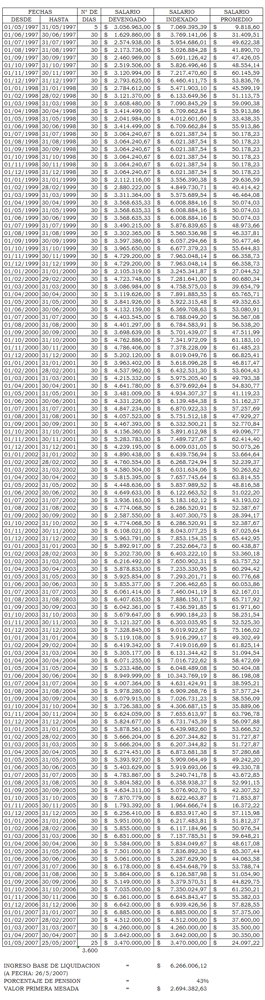 FECHAS N° DE SALARIO SALARIO SALARIO
DESDE HASTA DIAS DEVENGADO INDEXADO PROMEDIO
01/05/1997 31/05/1997 5 $ 3.056.963,00 $ 7.069.395,39 $ 9.818,60
01/06/1997 30/06/1997 30 $ 1.629.860,00 $ 3.769.141,06 $ 31.409,51
01/07/1997 31/07/1997 30 $ 2.574.938,00 $ 5.954.686,01 $ 49.622,38
01/08/1997 31/08/1997 30 $ 2.173.736,00 $ 5.026.884,28 $ 41.890,70
01/09/1997 30/09/1997 30 $ 2.460.969,00 $ 5.691.126,42 $ 47.426,05
01/10/1997 31/10/1997 30 $ 2.519.506,00 $ 5.826.496,46 $ 48.554,14
01/11/1997 30/11/1997 30 $ 3.120.994,00 $ 7.217.470,60 $ 60.145,59
01/12/1997 31/12/1997 30 $ 2.793.625,00 $ 6.460.411,75 $ 53.836,76
01/01/1998 31/01/1998 30 $ 2.784.612,00 $ 5.471.903,10 $ 45.599,19
01/02/1998 28/02/1998 30 $ 3.121.370,00 $ 6.133.649,56 $ 51.113,75
01/03/1998 31/03/1998 30 $ 3.608.480,00 $ 7.090.845,29 $ 59.090,38
01/04/1998 30/04/1998 30 $ 3.414.499,00 $ 6.709.662,84 $ 55.913,86
01/05/1998 31/05/1998 30 $ 2.041.984,00 $ 4.012.601,60 $ 33.438,35
01/06/1998 30/06/1998 30 $ 3.414.499,00 $ 6.709.662,84 $ 55.913,86
01/07/1998 31/07/1998 30 $ 3.064.240,67 $ 6.021.387,54 $ 50.178,23
01/08/1998 31/08/1998 30 $ 3.064.240,67 $ 6.021.387,54 $ 50.178,23
01/09/1998 30/09/1998 30 $ 3.064.240,67 $ 6.021.387,54 $ 50.178,23
01/10/1998 31/10/1998 30 $ 3.064.240,67 $ 6.021.387,54 $ 50.178,23
01/11/1998 30/11/1998 30 $ 3.064.240,67 $ 6.021.387,54 $ 50.178,23
01/12/1998 31/12/1998 30 $ 3.064.240,67 $ 6.021.387,54 $ 50.178,23
01/01/1999 31/01/1999 30 $ 2.112.116,00 $ 3.556.390,38 $ 29.636,59
01/02/1999 28/02/1999 30 $ 2.880.222,00 $ 4.849.730,71 $ 40.414,42
01/03/1999 31/03/1999 30 $ 3.311.364,00 $ 5.575.689,54 $ 46.464,08
01/04/1999 30/04/1999 30 $ 3.568.635,33 $ 6.008.884,16 $ 50.074,03
01/05/1999 31/05/1999 30 $ 3.568.635,33 $ 6.008.884,16 $ 50.074,03
01/06/1999 30/06/1999 30 $ 3.568.635,33 $ 6.008.884,16 $ 50.074,03
01/07/1999 31/07/1999 30 $ 3.490.215,00 $ 5.876.839,65 $ 48.973,66
01/08/1999 31/08/1999 30 $ 3.302.365,00 $ 5.560.536,98 $ 46.337,81
01/09/1999 30/09/1999 30 $ 3.597.386,00 $ 6.057.294,66 $ 50.477,46
01/10/1999 31/10/1999 30 $ 3.965.650,00 $ 6.677.379,23 $ 55.644,83
01/11/1999 30/11/1999 30 $ 4.729.200,00 $ 7.963.048,14 $ 66.358,73
01/12/1999 31/12/1999 30 $ 4.729.200,00 $ 7.963.048,14 $ 66.358,73
01/01/2000 31/01/2000 30 $ 2.105.319,00 $ 3.245.341,87 $ 27.044,52
01/02/2000 29/02/2000 30 $ 4.723.748,00 $ 7.281.641,00 $ 60.680,34
01/03/2000 31/03/2000 30 $ 3.086.984,00 $ 4.758.575,03 $ 39.654,79
01/04/2000 30/04/2000 30 $ 5.119.626,00 $ 7.891.885,55 $ 65.765,71
01/05/2000 31/05/2000 30 $ 3.841.926,00 $ 5.922.315,48 $ 49.352,63
01/06/2000 30/06/2000 30 $ 4.132.159,00 $ 6.369.708,63 $ 53.080,91
01/07/2000 31/07/2000 30 $ 4.403.545,00 $ 6.788.049,20 $ 56.567,08
01/08/2000 31/08/2000 30 $ 4.401.297,00 $ 6.784.583,91 $ 56.538,20
01/09/2000 30/09/2000 30 $ 3.698.639,00 $ 5.701.439,07 $ 47.511,99
01/10/2000 31/10/2000 30 $ 4.762.886,00 $ 7.341.972,09 $ 61.183,10
01/11/2000 30/11/2000 30 $ 4.786.406,00 $ 7.378.228,09 $ 61.485,23
01/12/2000 31/12/2000 30 $ 5.202.120,00 $ 8.019.049,76 $ 66.825,41
01/01/2001 31/01/2001 30 $ 3.963.402,00 $ 5.618.096,28 $ 46.817,47
01/02/2001 28/02/2001 30 $ 4.537.962,00 $ 6.432.531,30 $ 53.604,43
01/03/2001 31/03/2001 30 $ 4.215.332,00 $ 5.975.205,40 $ 49.793,38
01/04/2001 30/04/2001 30 $ 4.641.780,00 $ 6.579.692,64 $ 54.830,77
01/05/2001 31/05/2001 30 $ 3.481.009,00 $ 4.934.307,37 $ 41.119,23
01/06/2001 30/06/2001 30 $ 4.331.226,00 $ 6.139.484,38 $ 51.162,37
01/07/2001 31/07/2001 30 $ 4.847.234,00 $ 6.870.922,33 $ 57.257,69
01/08/2001 31/08/2001 30 $ 4.057.523,00 $ 5.751.512,18 $ 47.929,27
01/09/2001 30/09/2001 30 $ 4.467.393,00 $ 6.332.500,21 $ 52.770,84
01/10/2001 31/10/2001 30 $ 4.156.360,00 $ 5.891.612,98 $ 49.096,77
01/11/2001 30/11/2001 30 $ 5.283.783,00 $ 7.489.727,67 $ 62.414,40
01/12/2001 31/12/2001 30 $ 4.239.195,00 $ 6.009.031,05 $ 50.075,26
01/01/2002 31/01/2002 30 $ 4.890.438,00 $ 6.439.756,94 $ 53.664,64
01/02/2002 28/02/2002 30 $ 4.760.554,00 $ 6.268.724,94 $ 52.239,37
01/03/2002 31/03/2002 30 $ 4.580.504,00 $ 6.031.634,06 $ 50.263,62
01/04/2002 30/04/2002 30 $ 5.815.395,00 $ 7.657.745,64 $ 63.814,55
01/05/2002 31/05/2002 30 $ 4.448.636,00 $ 5.857.989,52 $ 48.816,58
01/06/2002 30/06/2002 30 $ 4.649.633,00 $ 6.122.663,52 $ 51.022,20
01/07/2002 31/07/2002 30 $ 3.936.163,00 $ 5.183.162,12 $ 43.193,02
01/08/2002 31/08/2002 30 $ 4.774.068,50 $ 6.286.520,91 $ 52.387,67
01/09/2002 30/09/2002 30 $ 2.587.550,00 $ 3.407.300,75 $ 28.394,17
01/10/2002 31/10/2002 30 $ 4.774.068,50 $ 6.286.520,91 $ 52.387,67
01/11/2002 30/11/2002 30 $ 6.108.021,00 $ 8.043.077,25 $ 67.025,64
01/12/2002 31/12/2002 30 $ 5.963.791,00 $ 7.853.154,35 $ 65.442,95
01/01/2003 31/01/2003 30 $ 5.892.917,00 $ 7.252.664,73 $ 60.438,87
01/02/2003 28/02/2003 30 $ 5.202.730,00 $ 6.403.222,10 $ 53.360,18
01/03/2003 31/03/2003 30 $ 6.216.492,00 $ 7.650.902,31 $ 63.757,52
01/04/2003 30/04/2003 30 $ 5.878.833,00 $ 7.235.330,95 $ 60.294,42
01/05/2003 31/05/2003 30 $ 5.925.854,00 $ 7.293.201,71 $ 60.776,68
01/06/2003 30/06/2003 30 $ 5.855.377,00 $ 7.206.462,65 $ 60.053,86
01/07/2003 31/07/2003 30 $ 6.061.414,00 $ 7.460.041,19 $ 62.167,01
01/08/2003 31/08/2003 30 $ 6.407.635,00 $ 7.886.150,17 $ 65.717,92
01/09/2003 30/09/2003 30 $ 6.042.361,00 $ 7.436.591,85 $ 61.971,60
01/10/2003 31/10/2003 30 $ 5.679.647,00 $ 6.990.184,23 $ 58.251,54
01/11/2003 30/11/2003 30 $ 5.121.327,00 $ 6.303.035,95 $ 52.525,30
01/12/2003 31/12/2003 30 $ 7.328.845,00 $ 9.019.922,67 $ 75.166,02
01/01/2004 31/01/2004 30 $ 5.119.108,00 $ 5.916.299,17 $ 49.302,49
01/02/2004 29/02/2004 30 $ 6.419.342,00 $ 7.419.016,69 $ 61.825,14
01/03/2004 31/03/2004 30 $ 5.305.177,00 $ 6.131.344,42 $ 51.094,54
01/04/2004 30/04/2004 30 $ 6.071.255,00 $ 7.016.722,62 $ 58.472,69
01/05/2004 31/05/2004 30 $ 5.233.486,00 $ 6.048.489,08 $ 50.404,08
01/06/2004 30/06/2004 30 $ 8.949.999,00 $ 10.343.769,19 $ 86.198,08
01/07/2004 31/07/2004 30 $ 4.007.364,00 $ 4.631.424,91 $ 38.595,21
01/08/2004 31/08/2004 30 $ 5.978.280,00 $ 6.909.268,76 $ 57.577,24
01/09/2004 30/09/2004 30 $ 6.079.915,00 $ 7.026.731,23 $ 58.556,09
01/10/2004 31/10/2004 30 $ 3.726.383,00 $ 4.306.687,15 $ 35.889,06
01/11/2004 30/11/2004 30 $ 6.624.059,00 $ 7.655.613,97 $ 63.796,78
01/12/2004 31/12/2004 30 $ 5.824.677,00 $ 6.731.745,39 $ 56.097,88
01/01/2005 31/01/2005 30 $ 5.878.561,00 $ 6.439.982,60 $ 53.666,52
01/02/2005 28/02/2005 30 $ 5.666.204,00 $ 6.207.344,82 $ 51.727,87
01/03/2005 31/03/2005 30 $ 5.666.204,00 $ 6.207.344,82 $ 51.727,87
01/04/2005 30/04/2005 30 $ 6.274.451,00 $ 6.873.681,38 $ 57.280,68
01/05/2005 31/05/2005 30 $ 5.393.927,00 $ 5.909.064,49 $ 49.242,20
01/06/2005 30/06/2005 30 $ 5.403.629,00 $ 5.919.693,06 $ 49.330,78
01/07/2005 31/07/2005 30 $ 4.783.867,00 $ 5.240.741,78 $ 43.672,85
01/08/2005 31/08/2005 30 $ 5.804.582,00 $ 6.358.938,37 $ 52.991,15
01/09/2005 30/09/2005 30 $ 4.634.311,00 $ 5.076.902,70 $ 42.307,52
01/10/2005 31/10/2005 30 $ 7.870.779,00 $ 8.622.463,87 $ 71.853,87
01/11/2005 30/11/2005 30 $ 1.793.392,00 $ 1.964.666,74 $ 16.372,22
01/12/2005 31/12/2005 30 $ 6.256.410,00 $ 6.853.917,40 $ 57.115,98
01/01/2006 31/01/2006 30 $ 5.951.000,00 $ 6.217.483,81 $ 51.812,37
01/02/2006 28/02/2006 30 $ 5.855.000,00 $ 6.117.184,96 $ 50.976,54
01/03/2006 31/03/2006 30 $ 6.851.000,00 $ 7.157.785,51 $ 59.648,21
01/04/2006 30/04/2006 30 $ 5.584.000,00 $ 5.834.049,67 $ 48.617,08
01/05/2006 31/05/2006 30 $ 7.501.000,00 $ 7.836.892,30 $ 65.307,44
01/06/2006 30/06/2006 30 $ 5.061.000,00 $ 5.287.629,90 $ 44.063,58
01/07/2006 31/07/2006 30 $ 6.178.000,00 $ 6.454.648,79 $ 53.788,74
01/08/2006 31/08/2006 30 $ 5.864.000,00 $ 6.126.587,98 $ 51.054,90
01/09/2006 30/09/2006 30 $ 5.149.000,00 $ 5.379.570,51 $ 44.829,75
01/10/2006 31/10/2006 30 $ 7.035.000,00 $ 7.350.024,97 $ 61.250,21
01/11/2006 30/11/2006 30 $ 6.361.000,00 $ 6.645.843,47 $ 55.382,03
01/12/2006 31/12/2006 30 $ 6.642.000,00 $ 6.939.426,56 $ 57.828,55
01/01/2007 31/01/2007 30 $ 6.885.000,00 $ 6.885.000,00 $ 57.375,00
01/02/2007 28/02/2007 30 $ 4.512.000,00 $ 4.512.000,00 $ 37.600,00
01/03/2007 31/03/2007 30 $ 4.260.000,00 $ 4.260.000,00 $ 35.500,00
01/04/2007 30/04/2007 30 $ 3.642.000,00 $ 3.642.000,00 $ 30.350,00
01/05/2007 25/05/2007 25 $ 3.470.000,00 $ 3.470.000,00 $ 24.097,22
3.600
INGRESO BASE DE LIQUIDACION = $ 6.266.006,12
(A FECHA: 26/5/2007)
PORCENTAJE DE PENSION = 43%
VALOR PRIMERA MESADA = $ 2.694.382,63